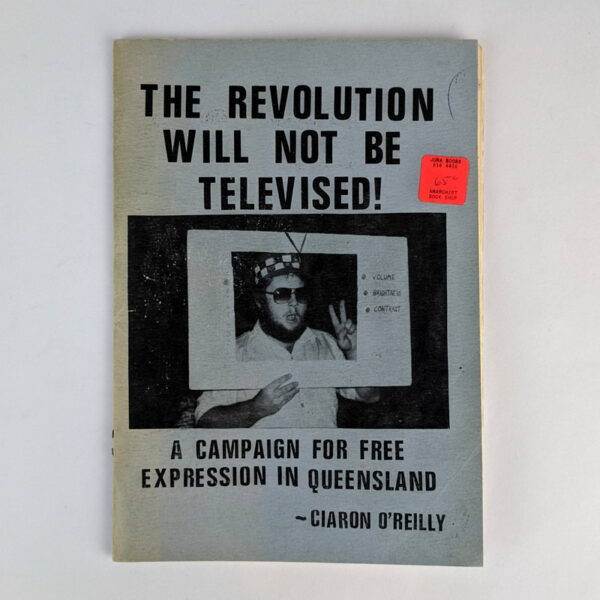 THE REVOLUTION
WILL NOT BE
TELEVISED!
JURA BOOKS
ANARCHIST
BOOK SHOP
VOLUME
BRIGHTNESS
CONTRAST
A CAMPAIGN FOR FREE
EXPRESSION IN QUEENSLAND
~CIARON O'REILLY